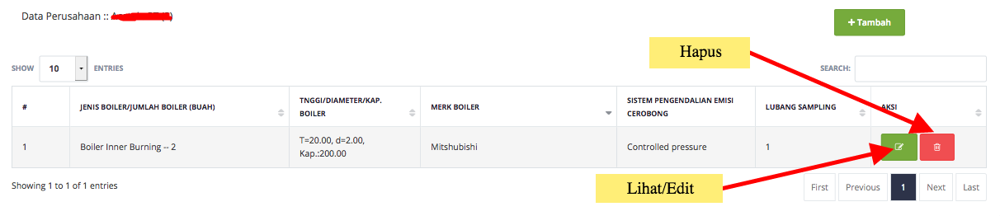 Data Perusahaan ::
+ Tambah
Hapus
SHOW 10 ENTRIES
SEARCH:
# JENIS BOILER/JUMLAH BOILER (BUAH) TNGGI/DIAMETER/KAP. BOILER MERK BOILER SISTEM PENGENDALIAN EMISI CEROBONG LUBANG SAMPLING AKSI
1 Boiler Inner Burning -- 2 T=20.00, d=2.00, Kap.:200.00 Mitshubishi Controlled pressure 1
Showing 1 to 1 of 1 entries
Lihat/Edit
First Previous 1 Next Last